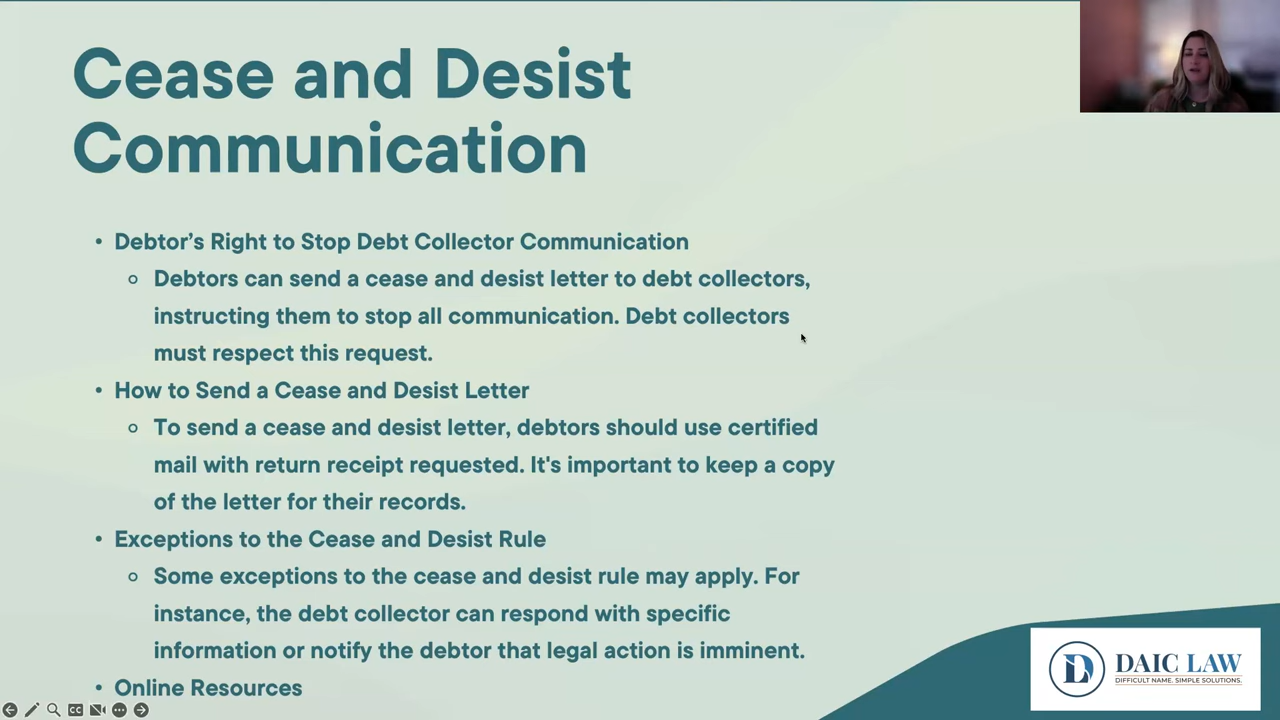 Cease and Desist
Communication
• Debtor’s Right to Stop Debt Collector Communication
Debtors can send a cease and desist letter to debt collectors,
instructing them to stop all communication. Debt collectors
must respect this request.
• How to Send a Cease and Desist Letter
To send a cease and desist letter, debtors should use certified
mail with return receipt requested. It's important to keep a copy
of the letter for their records.
• Exceptions to the Cease and Desist Rule
Some exceptions to the cease and desist rule may apply. For
instance, the debt collector can respond with specific
information or notify the debtor that legal action is imminent.
• Online Resources
CC
DAIC LAW
DIFFICULT NAME. SIMPLE SOLUTIONS.